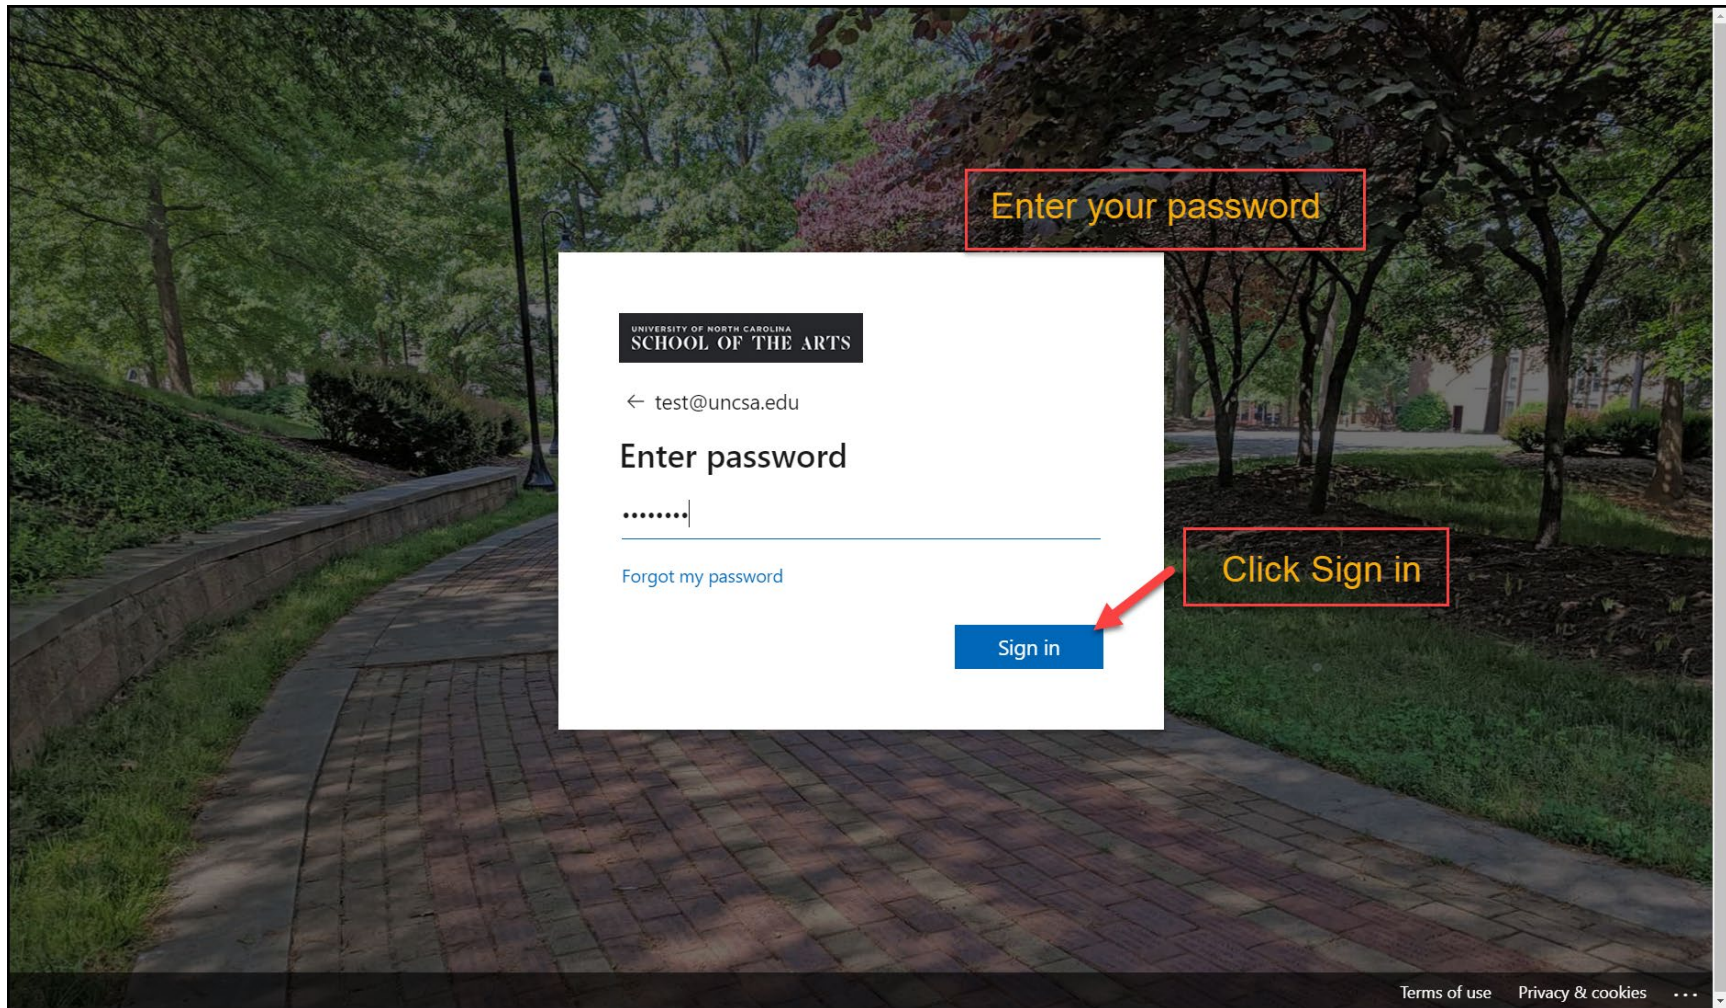 Enter your password
UNIVERSITY OF NORTH CAROLINA
SCHOOL OF THE ARTS
← test@uncsa.edu
Enter password
••••••••
Forgot my password
Click Sign in
Sign in
Terms of use Privacy & cookies ...